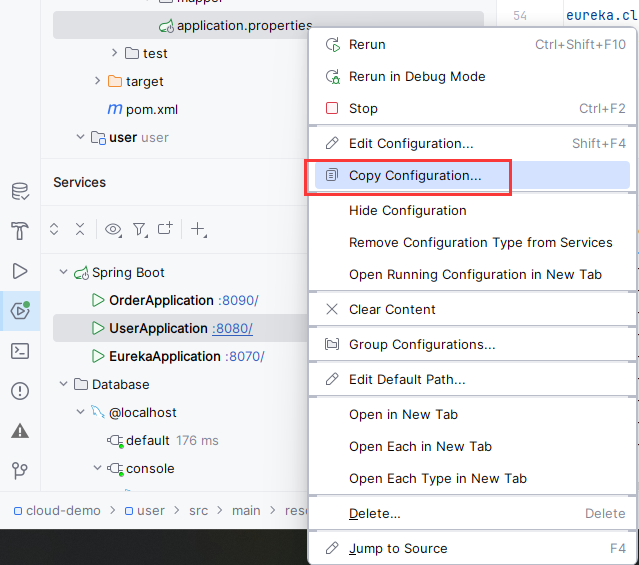 mapper
application.properties
test
target
pom.xml
user user
Services
Spring Boot
OrderApplication :8090/
UserApplication :8080/
EurekaApplication :8070/
Database
@localhost
default 176 ms
console
cloud-demo > user > src > main >
54 eureka.cl
Rerun Ctrl+Shift+F10
Rerun in Debug Mode
Stop Ctrl+F2
Edit Configuration... Shift+F4
Copy Configuration...
Hide Configuration
Remove Configuration Type from Services
Open Running Configuration in New Tab
Clear Content
Group Configurations...
Edit Default Path...
Open in New Tab
Open Each in New Tab
Open Each Type in New Tab
Delete... Delete
Jump to Source F4